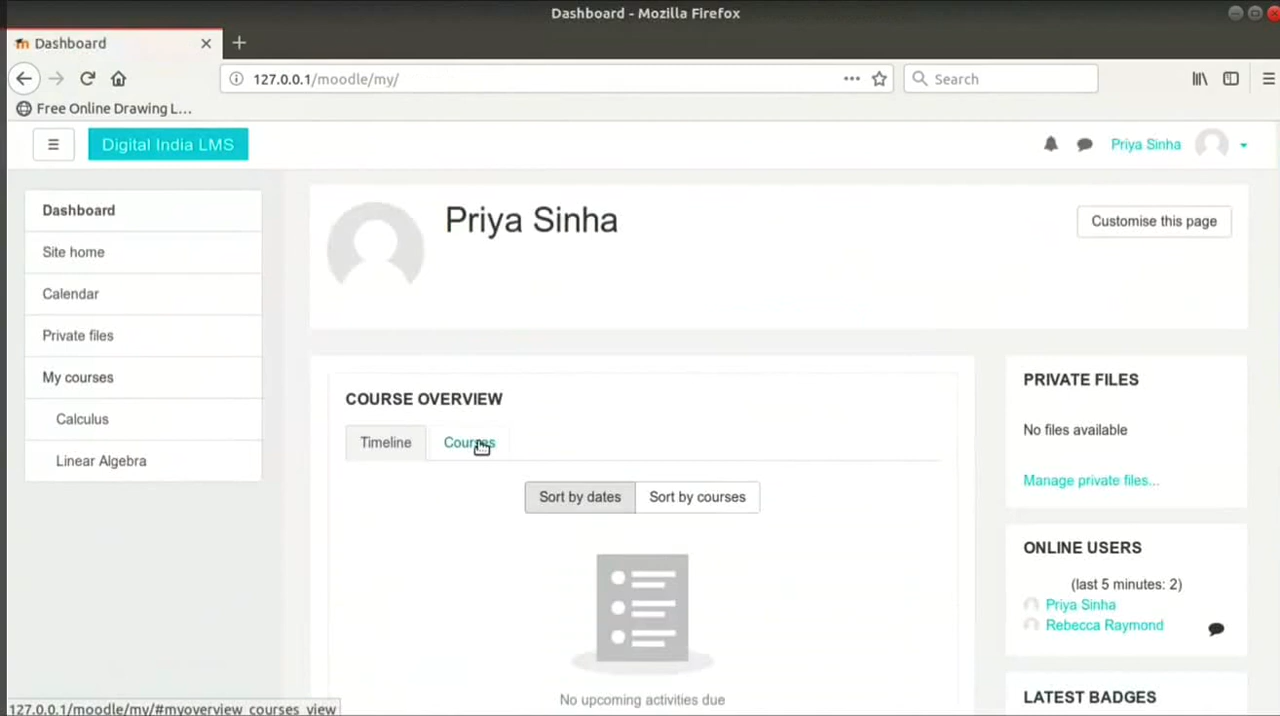 Dashboard - Mozilla Firefox
Dashboard
127.0.0.1/moodle/my/
Search
Free Online Drawing L...
Digital India LMS
Priya Sinha
Dashboard
Site home
Calendar
Private files
My courses
Calculus
Linear Algebra
Priya Sinha
Customise this page
COURSE OVERVIEW
Timeline
Courses
Sort by dates
Sort by courses
No upcoming activities due
PRIVATE FILES
No files available
Manage private files...
ONLINE USERS
(last 5 minutes: 2)
Priya Sinha
Rebecca Raymond
LATEST BADGES
127.0.0.1/moodle/my/#myoverview_courses_view